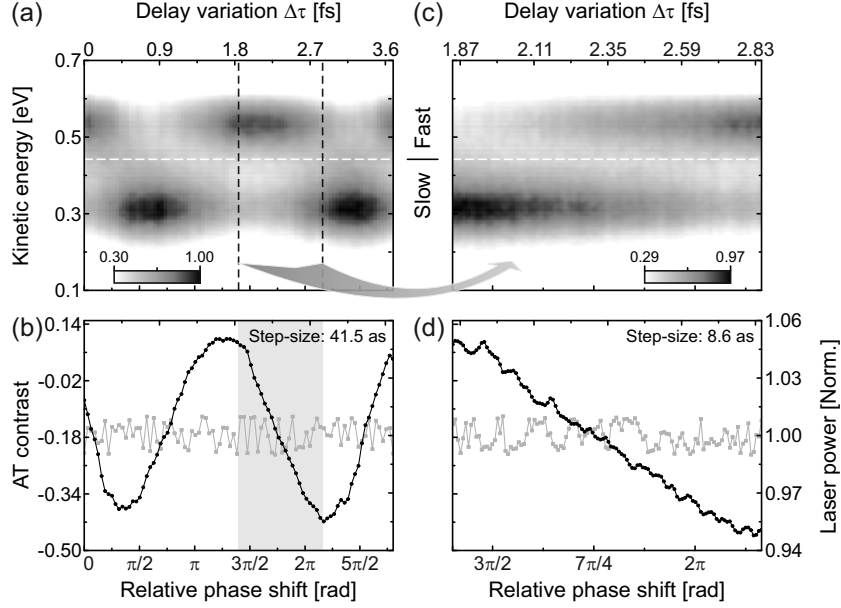 Delay variation Δτ [fs]
Delay variation Δτ [fs]
(a)
0 0.9 1.8 2.7 3.6
(c)
1.87 2.11 2.35 2.59 2.83
Kinetic energy [eV]
0.7
0.5
0.3
0.1
Slow Fast
0.30 1.00
0.29 0.97
(b)
(d)
Step-size: 41.5 as
Step-size: 8.6 as
AT contrast
0.14
-0.02
-0.18
-0.34
-0.50
1.06
1.03
1.00
0.97
0.94
Laser power [Norm.]
0 π/2 π 3π/2 2π 5π/2
3π/2 7π/4 2π
Relative phase shift [rad]
Relative phase shift [rad]